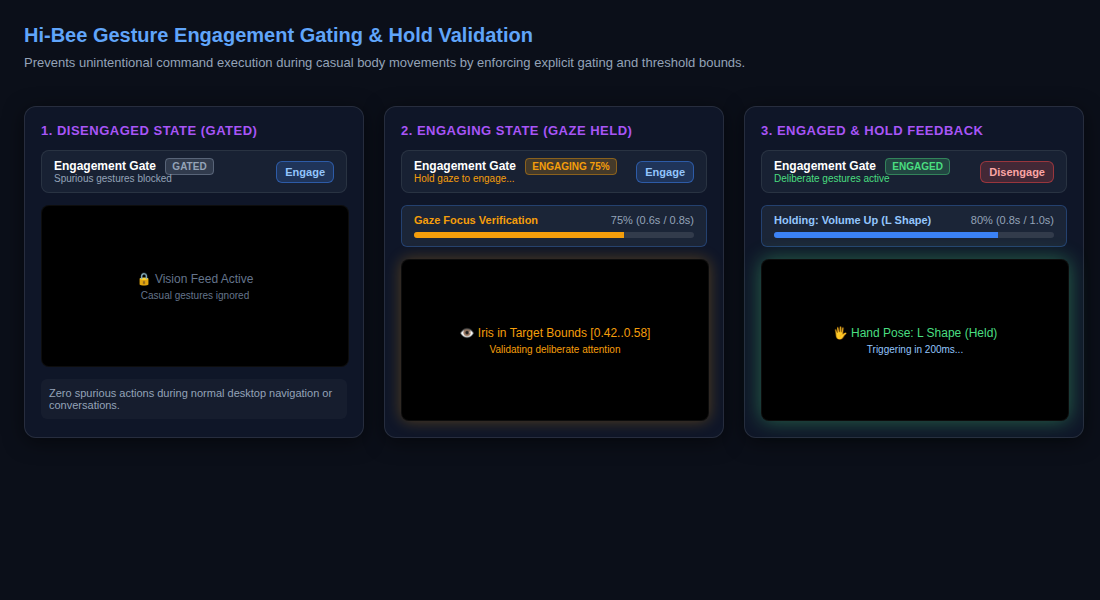 Hi-Bee Gesture Engagement Gating & Hold Validation
Prevents unintentional command execution during casual body movements by enforcing explicit gating and threshold bounds.
1. DISENGAGED STATE (GATED)
Engagement Gate GATED
Spurious gestures blocked
Engage
🔒 Vision Feed Active
Casual gestures ignored
Zero spurious actions during normal desktop navigation or
conversations.
2. ENGAGING STATE (GAZE HELD)
Engagement Gate ENGAGING 75%
Hold gaze to engage...
Engage
Gaze Focus Verification 75% (0.6s / 0.8s)
👁️ Iris in Target Bounds [0.42..0.58]
Validating deliberate attention
3. ENGAGED & HOLD FEEDBACK
Engagement Gate ENGAGED
Deliberate gestures active
Disengage
Holding: Volume Up (L Shape) 80% (0.8s / 1.0s)
🖐 Hand Pose: L Shape (Held)
Triggering in 200ms...